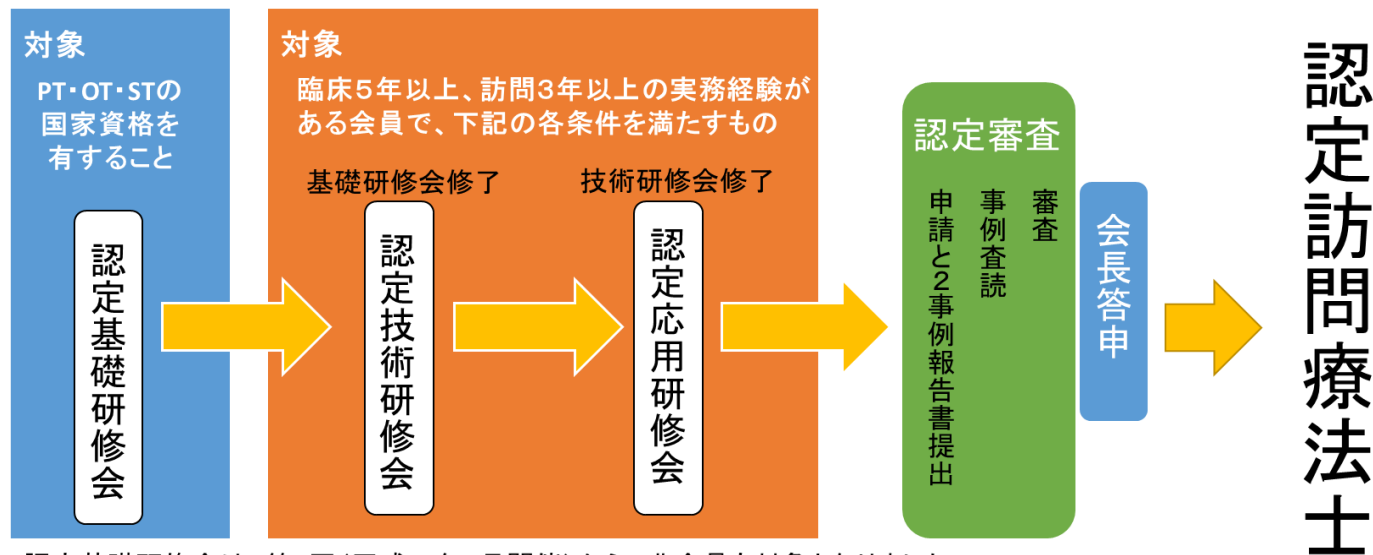 対象
PT・OT・STの
国家資格を
有すること
認定基礎研修会
対象
臨床５年以上、訪問３年以上の実務経験が
ある会員で、下記の各条件を満たすもの
基礎研修会修了
認定技術研修会
技術研修会修了
認定応用研修会
認定審査
申請と２事例報告書提出
事例査読
審査
会長答申
認定訪問療法士